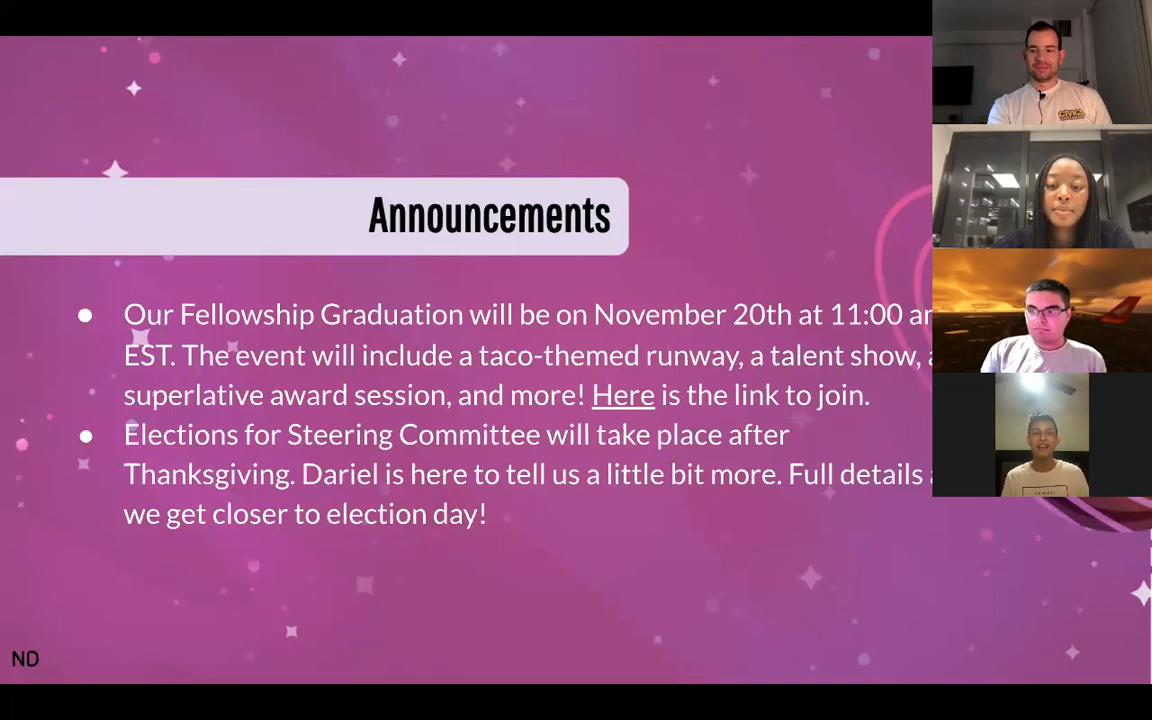 Announcements
● Our Fellowship Graduation will be on November 20th at 11:00
EST. The event will include a taco-themed runway, a talent show,
superlative award session, and more! Here is the link to join.
● Elections for Steering Committee will take place after
Thanksgiving. Dariel is here to tell us a little bit more. Full details
we get closer to election day!
ND